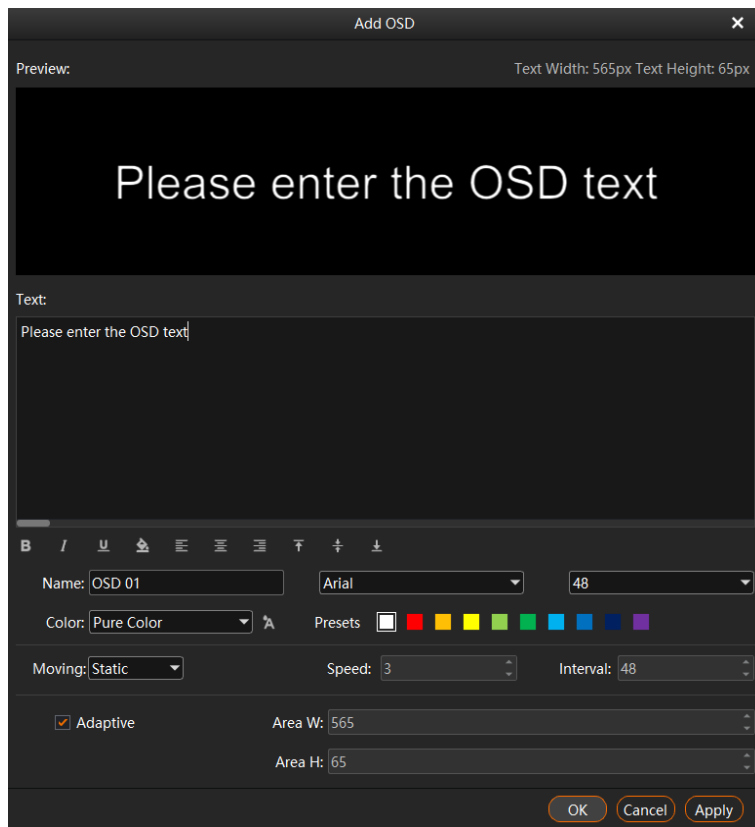 Add OSD
Preview: Text Width: 565px Text Height: 65px
Please enter the OSD text
Text:
Please enter the OSD text
B I U
Name: OSD 01 Arial 48
Color: Pure Color A Presets
Moving: Static Speed: 3 Interval: 48
Adaptive Area W: 565
Area H: 65
OK Cancel Apply